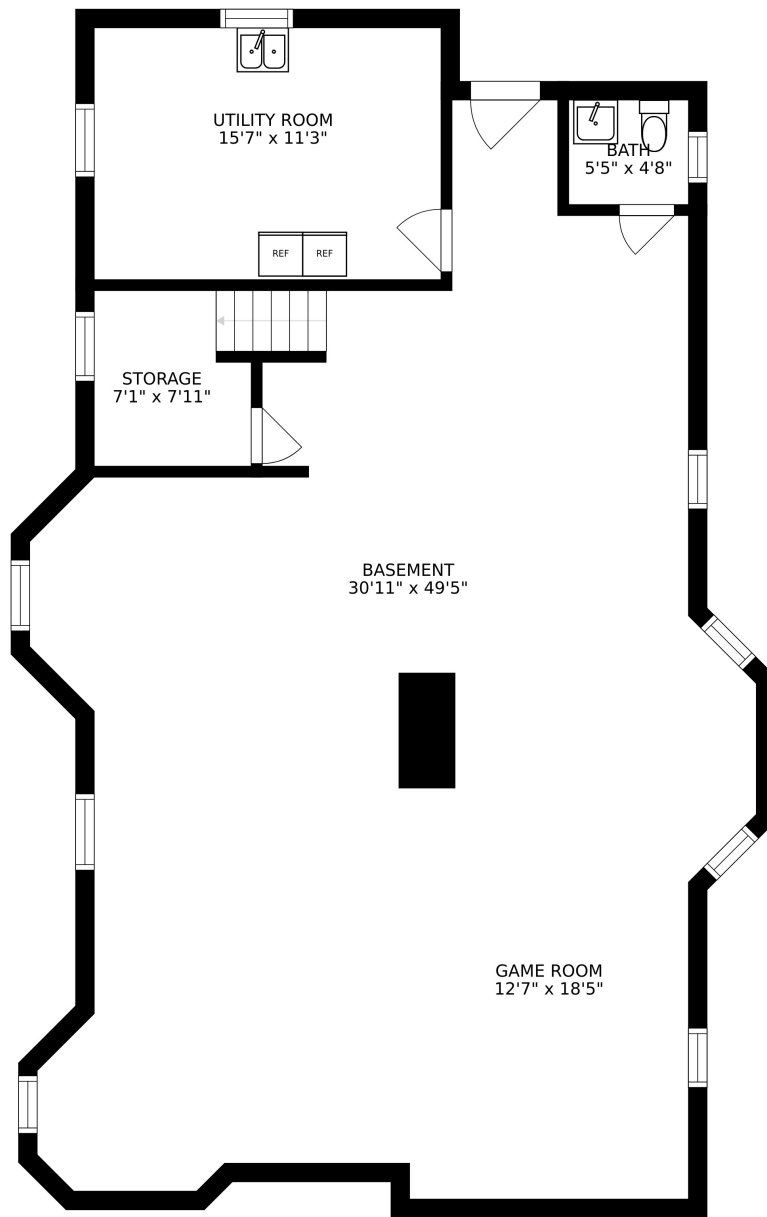 UTILITY ROOM
15'7" x 11'3"
BATH
5'5" x 4'8"
REF REF
STORAGE
7'1" x 7'11"
BASEMENT
30'11" x 49'5"
GAME ROOM
12'7" x 18'5"